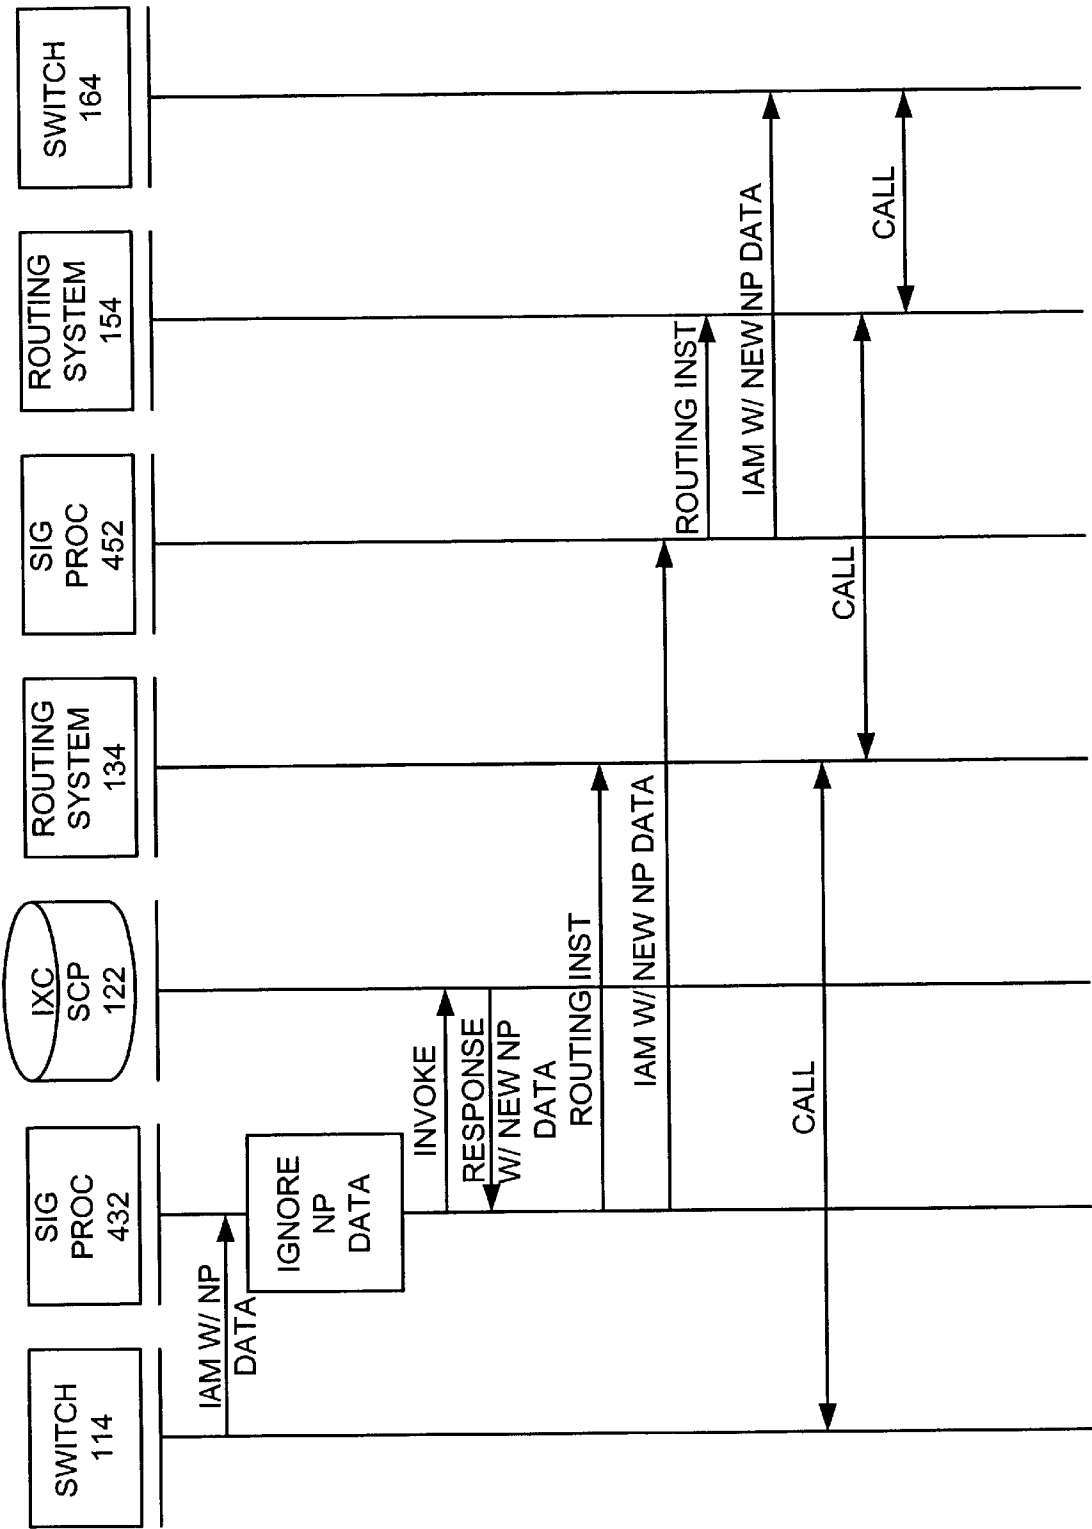 SWITCH
114
SIG
PROC
432
IXC
SCP
122
ROUTING
SYSTEM
134
SIG
PROC
452
ROUTING
SYSTEM
154
SWITCH
164
IAM W/ NP
DATA
IGNORE
NP
DATA
INVOKE
RESPONSE
W/ NEW NP
DATA
ROUTING INST
IAM W/ NEW NP DATA
ROUTING INST
IAM W/ NEW NP DATA
CALL
CALL
CALL